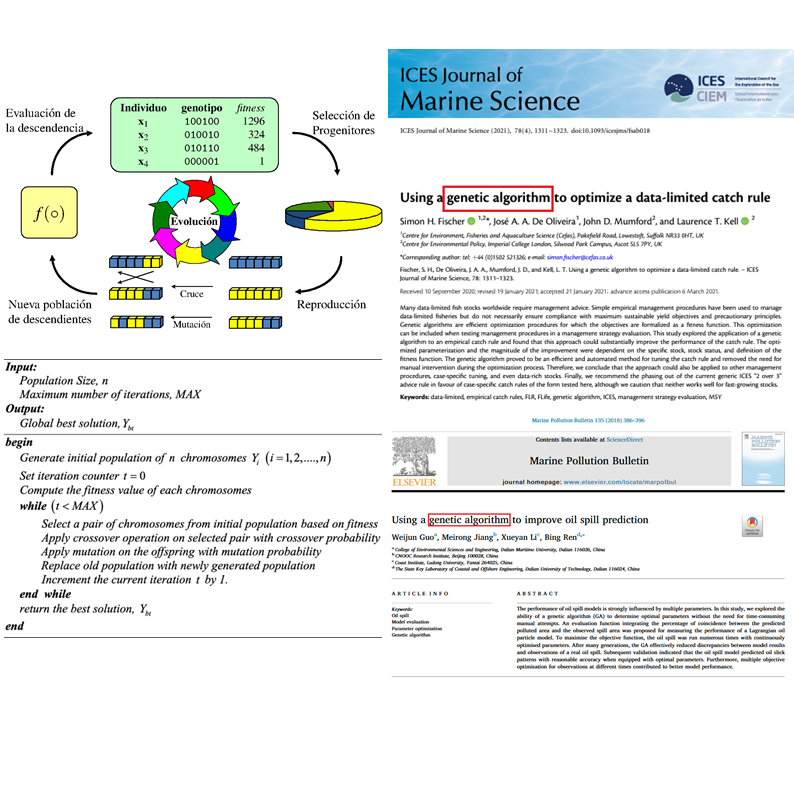 Evaluación de
la descendencia
Individuo genotipo fitness
x1 100100 1296
x2 010010 324
x3 010110 484
x4 000001 1
Selección de
Progenitores
f(○)
Evolución
Nueva población
de descendientes
Cruce
Mutación
Reproducción
Input:
Population Size, n
Maximum number of iterations, MAX
Output:
Global best solution, Ybt
begin
Generate initial population of n chromosomes Yi (i=1,2,....,n)
Set iteration counter t=0
Compute the fitness value of each chromosomes
while (t < MAX)
Select a pair of chromosomes from initial population based on fitness
Apply crossover operation on selected pair with crossover probability
Apply mutation on the offspring with mutation probability
Replace old population with newly generated population
Increment the current iteration t by 1.
end while
return the best solution, Ybt
end
ICES Journal of
Marine Science
ICES
CIEM
International Council for
the Exploration of the Sea
Conseil International pour
l'Exploration de la Mer
ICES Journal of Marine Science (2021), 78(4), 1311–1323. doi:10.1093/icesjms/fsab018
Using a genetic algorithm to optimize a data-limited catch rule
Simon H. Fischer 1,2*, José A. A. De Oliveira1, John D. Mumford2, and Laurence T. Kell 2
1Centre for Environment, Fisheries and Aquaculture Science (Cefas), Pakefield Road, Lowestoft, Suffolk NR33 0HT, UK
2Centre for Environmental Policy, Imperial College London, Silwood Park Campus, Ascot SL5 7PY, UK
*Corresponding author: tel: +44 (0)1502 521326; e-mail: simon.fischer@cefas.co.uk
Fischer, S. H., De Oliveira, J. A. A., Mumford, J. D., and Kell, L. T. Using a genetic algorithm to optimize a data-limited catch rule. – ICES
Journal of Marine Science, 78: 1311–1323.
Received 10 September 2020; revised 19 January 2021; accepted 21 January 2021; advance access publication 6 March 2021.
Many data-limited fish stocks worldwide require management advice. Simple empirical management procedures have been used to manage
data-limited fisheries but do not necessarily ensure compliance with maximum sustainable yield objectives and precautionary principles.
Genetic algorithms are efficient optimization procedures for which the objectives are formalized as a fitness function. This optimization
can be included when testing management procedures in a management strategy evaluation. This study explored the application of a genetic
algorithm to an empirical catch rule and found that this approach could substantially improve the performance of the catch rule. The opti-
mized parameterization and the magnitude of the improvement were dependent on the specific stock, stock status, and definition of the
fitness function. The genetic algorithm proved to be an efficient and automated method for tuning the catch rule and removed the need for
manual intervention during the optimization process. Therefore, we conclude that the approach could also be applied to other management
procedures, case-specific tuning, and even data-rich stocks. Finally, we recommend the phasing out of the current generic ICES "2 over 3"
advice rule in favour of case-specific catch rules of the form tested here, although we caution that neither works well for fast-growing stocks.
Keywords: data-limited, empirical catch rules, FLR, FLife, genetic algorithm, ICES, management strategy evaluation, MSY
Marine Pollution Bulletin 135 (2018) 386–396
Contents lists available at ScienceDirect
Marine Pollution Bulletin
journal homepage: www.elsevier.com/locate/marpolbul
ELSEVIER
MARINE
POLLUTION
BULLETIN
Using a genetic algorithm to improve oil spill prediction
Check for
updates
Weijun Guoa, Meirong Jiangb, Xueyan Lic, Bing Rend,*
a College of Environmental Sciences and Engineering, Dalian Maritime University, Dalian 116026, China
b CNOOC Research Institute, Beijing 100028, China
c Coast Institute, Ludong University, Yantai 264025, China
d The State Key Laboratory of Coastal and Offshore Engineering, Dalian University of Technology, Dalian 116024, China
ARTICLE INFO
Keywords:
Oil spill
Model evaluation
Parameter optimisation
Genetic algorithm
ABSTRACT
The performance of oil spill models is strongly influenced by multiple parameters. In this study, we explored the
ability of a genetic algorithm (GA) to determine optimal parameters without the need for time-consuming
manual attempts. An evaluation function integrating the percentage of coincidence between the predicted
polluted area and the observed spill area was proposed for measuring the performance of a Lagrangian oil
particle model. To maximise the objective function, the oil spill was run numerous times with continuously
optimised parameters. After many generations, the GA effectively reduced discrepancies between model results
and observations of a real oil spill. Subsequent validation indicated that the oil spill model predicted oil slick
patterns with reasonable accuracy when equipped with optimal parameters. Furthermore, multiple objective
optimisation for observations at different times contributed to better model performance.